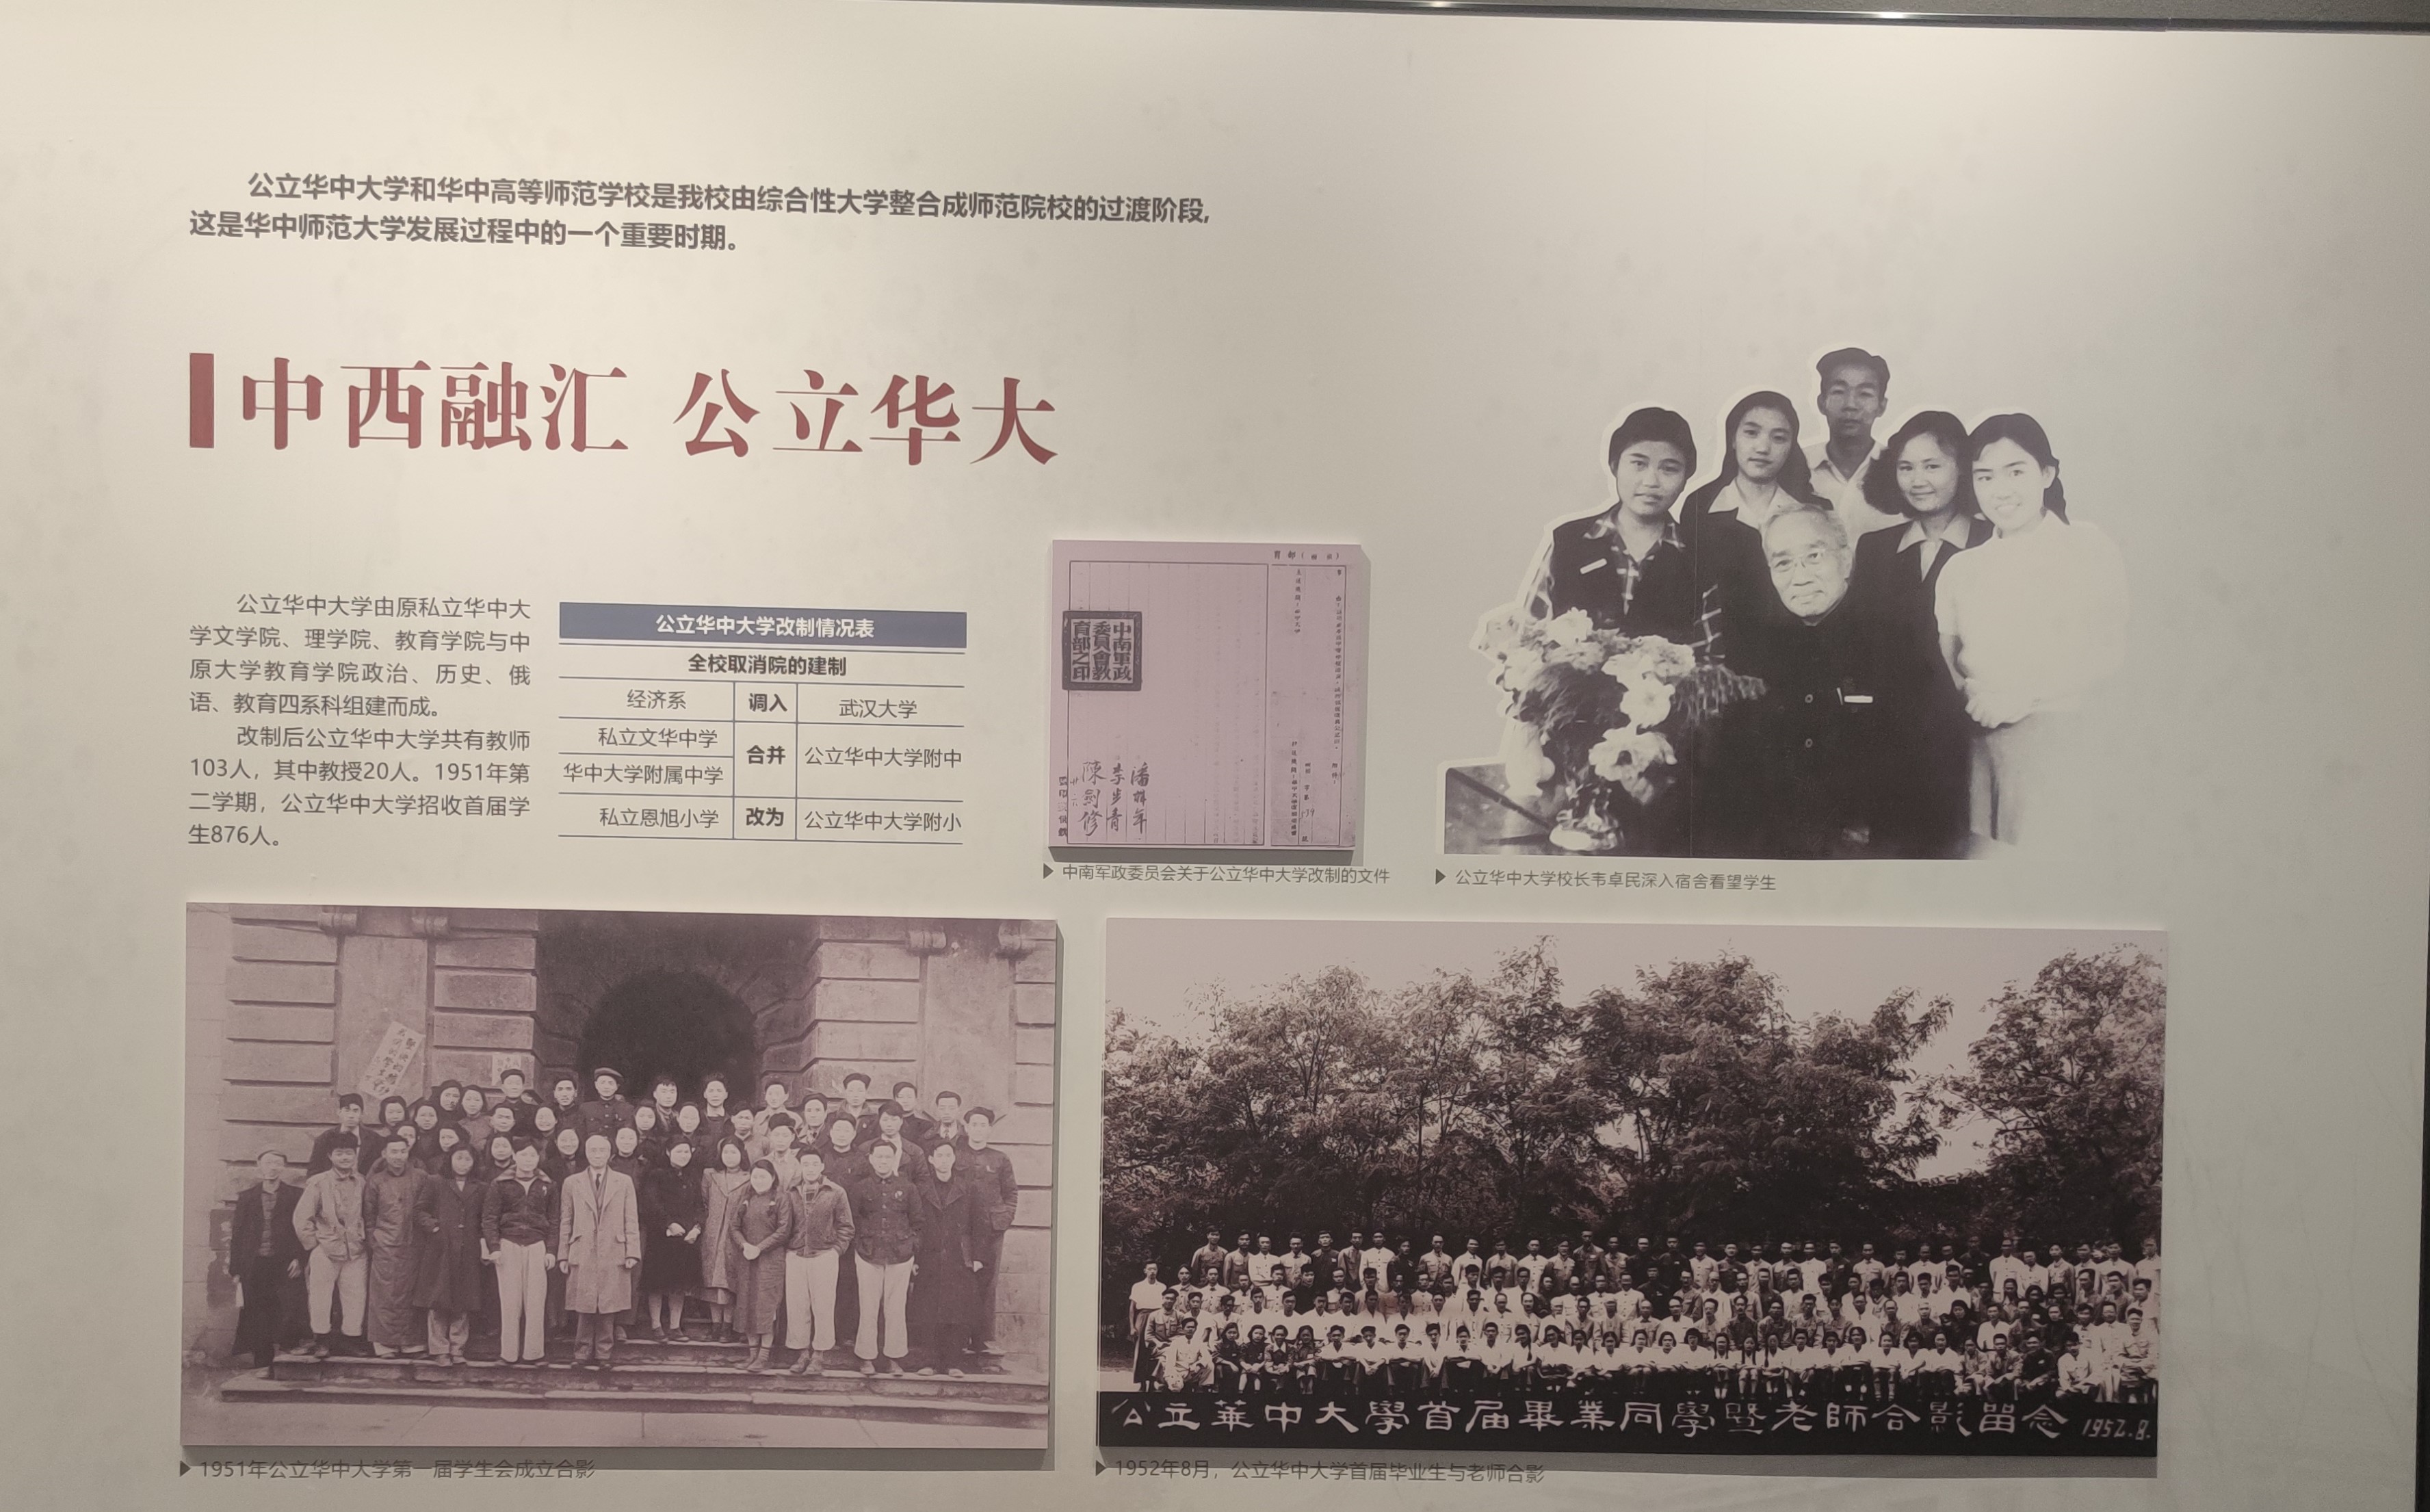 公立华中大学和华中高等师范学校是我校由综合性大学整合成师范院校的过渡阶段,
这是华中师范大学发展过程中的一个重要时期。
中西融汇 公立华大
公立华中大学由原私立华中大
学文学院、理学院、教育学院与中
原大学教育学院政治、历史、俄
语、教育四系科组建而成。
改制后公立华中大学共有教师
103人，其中教授20人。1951年第
二学期，公立华中大学招收首届学
生876人。
公立华中大学改制情况表
全校取消院的建制
经济系 调入 武汉大学
私立文华中学
合并 公立华中大学附中
华中大学附属中学
私立恩旭小学 改为 公立华中大学附小
中南軍政
委員會教
育部之印
潘梓年
李步青
陳劍修
中南军政委员会关于公立华中大学改制的文件
公立华中大学校长韦卓民深入宿舍看望学生
1951年公立华中大学第一届学生会成立合影
公立華中大學首届畢業同學暨老師合影留念 1952.8.
1952年8月，公立华中大学首届毕业生与老师合影